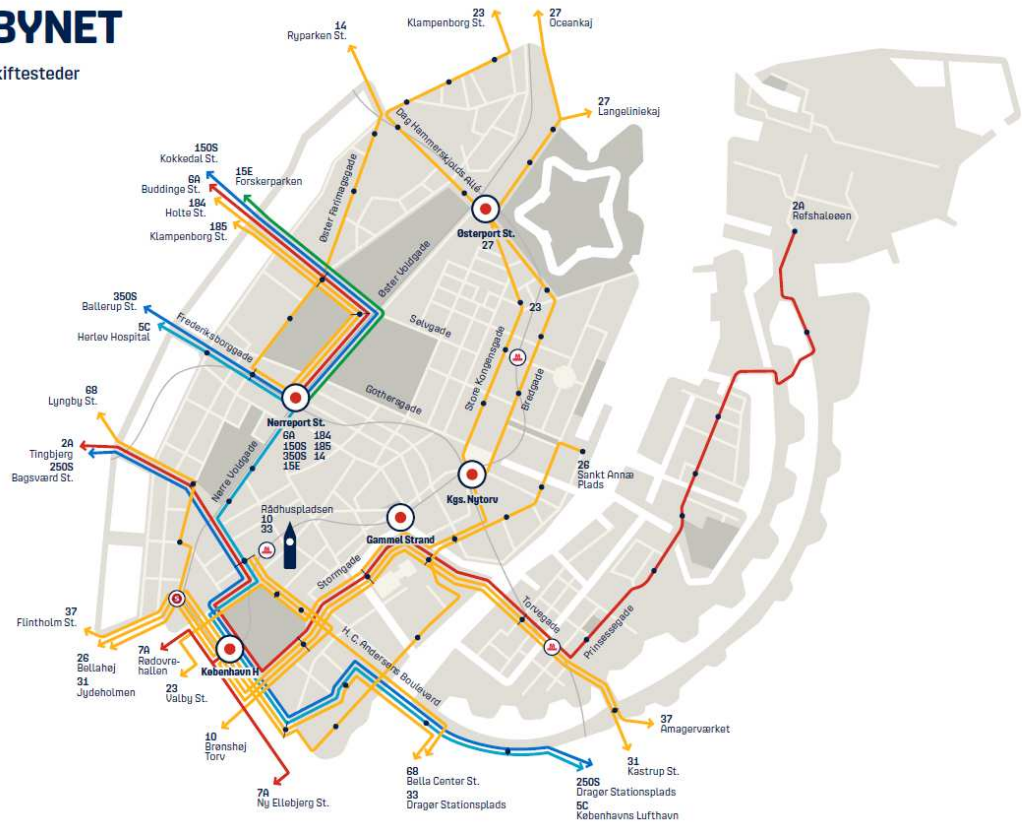 BYNET
kiftesteder
14
Ryparken St.
23
Klampenborg St.
27
Oceankaj
27
Langeliniekaj
Dag Hammerskjolds Allé
Øster Farimagsgade
150S
Kokkedal St.
6A
Buddinge St.
184
Holte St.
185
Klampenborg St.
15E
Forskerparken
Østerport St.
27
2A
Refshaleøen
Øster Voldgade
350S
Ballerup St.
5C
Herlev Hospital
Frederiksborggade
Sølvgade
23
Store Kongensgade
Bredgade
Gothersgade
68
Lyngby St.
2A
Tingbjerg
250S
Bagsværd St.
Nørreport St.
6A 184
150S 185
350S 14
15E
Nørre Voldgade
26
Sankt Annæ
Plads
Kgs. Nytorv
Rådhuspladsen
10
33
Gammel Strand
Stormgade
Torvegade
Prinsessegade
H.C. Andersens Boulevard
37
Flintholm St.
26
Bellahøj
31
Jydeholmen
7A
Rødovre-
hallen
23
Valby St.
S
København H
10
Brønshøj
Torv
7A
Ny Ellebjerg St.
68
Bella Center St.
33
Dragør Stationsplads
37
Amagerværket
31
Kastrup St.
250S
Dragør Stationsplads
5C
Københavns Lufthavn